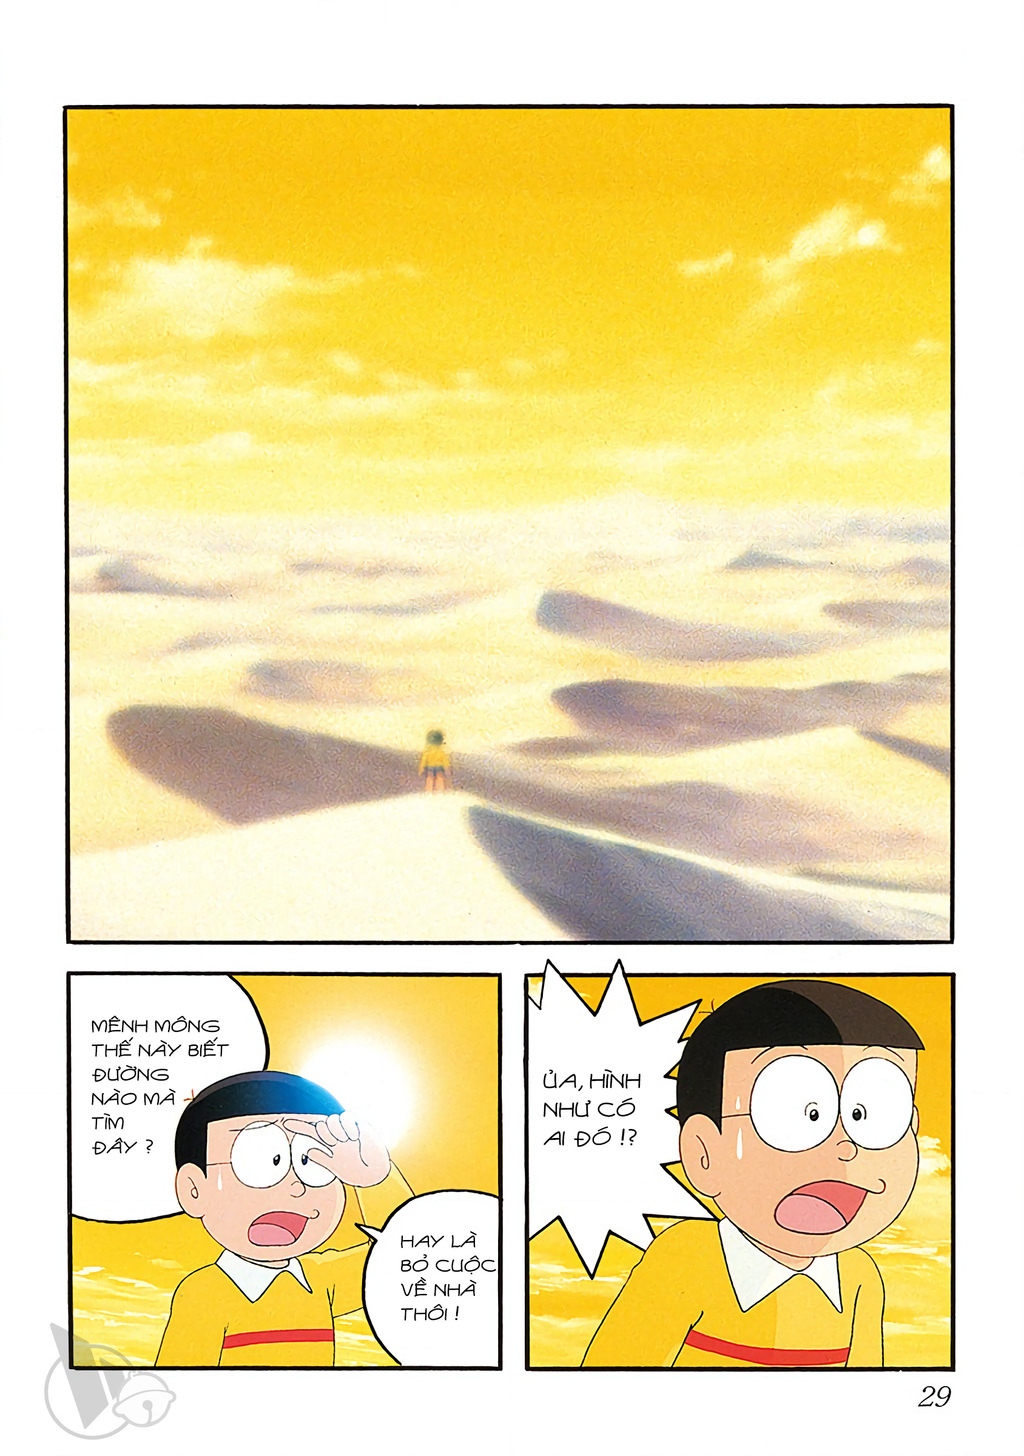 MÊNH MÔNG
THẾ NÀY BIẾT
ĐƯỜNG
NÀO MÀ
TÌM
ĐÂY ?
HAY LÀ
BỎ CUỘC
VỀ NHÀ
THÔI !
ỦA, HÌNH
NHƯ CÓ
AI ĐÓ !?
29